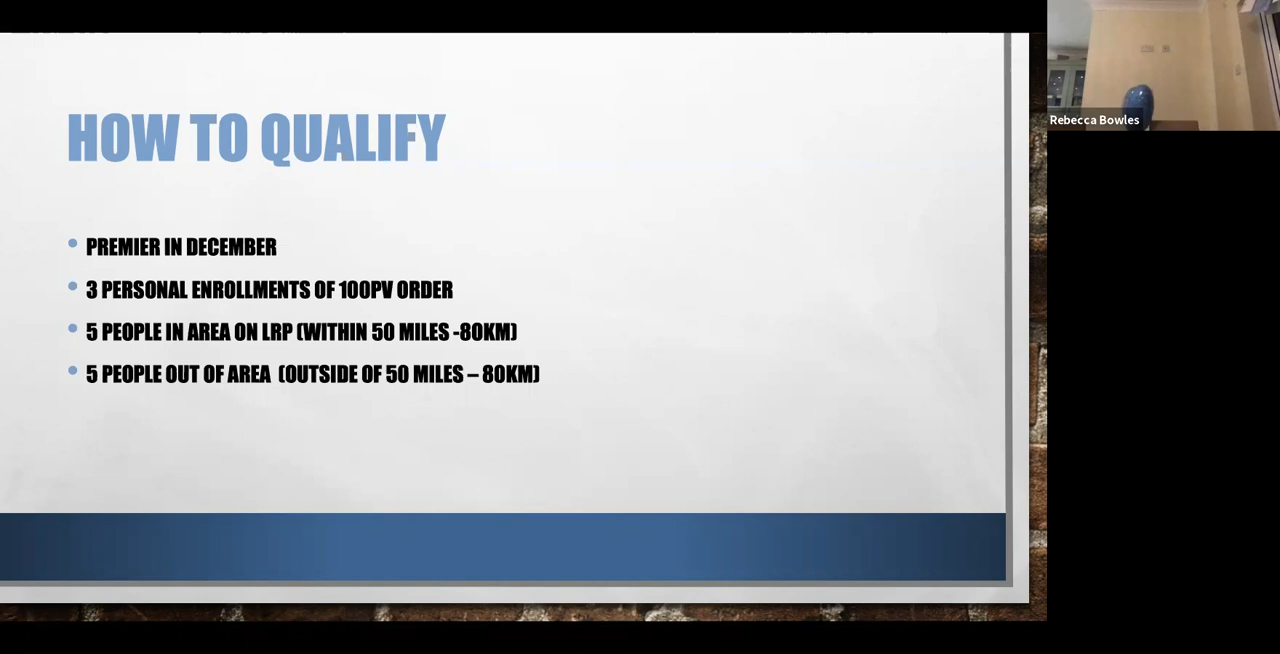 HOW TO QUALIFY
PREMIER IN DECEMBER
3 PERSONAL ENROLLMENTS OF 100PV ORDER
5 PEOPLE IN AREA ON LRP (WITHIN 50 MILES -80KM)
5 PEOPLE OUT OF AREA (OUTSIDE OF 50 MILES – 80KM)
Rebecca Bowles